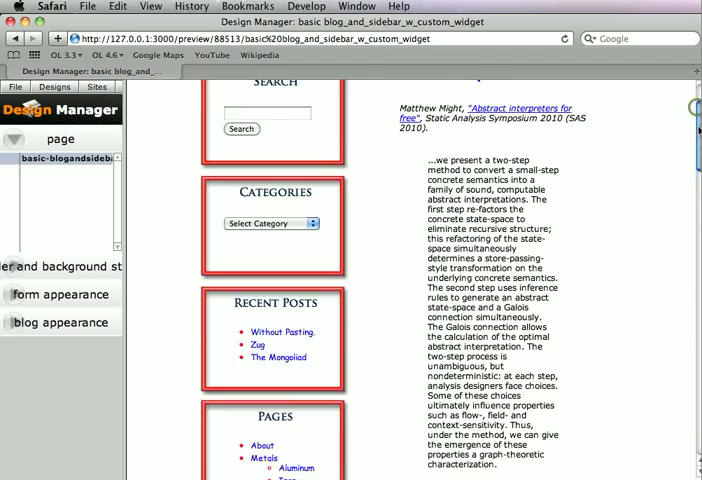 Safari File Edit View History Bookmarks Develop Window Help
Design Manager: basic blog_and_sidebar_w_custom_widget
http://127.0.0.1:3000/preview/88513/basic%20blog_and_sidebar_w_custom_widget
Google
OL 3.3 OL 4.6 Google Maps YouTube Wikipedia
Design Manager: basic blog_and_...
File Designs Sites
Design Manager
page
basic-blogandsideba
der and background st
form appearance
blog appearance
Search
Search
Categories
Select Category
Recent Posts
Without Pasting.
Zug
The Mongoliad
Pages
About
Metals
Aluminum
Matthew Might, "Abstract interpreters for
free", Static Analysis Symposium 2010 (SAS
2010).
...we present a two-step
method to convert a small-step
concrete semantics into a
family of sound, computable
abstract interpretations. The
first step re-factors the
concrete state-space to
eliminate recursive structure;
this refactoring of the state-
space simultaneously
determines a store-passing-
style transformation on the
underlying concrete semantics.
The second step uses inference
rules to generate an abstract
state-space and a Galois
connection simultaneously.
The Galois connection allows
the calculation of the optimal
abstract interpretation. The
two-step process is
unambiguous, but
nondeterministic: at each step,
analysis designers face choices.
Some of these choices
ultimately influence properties
such as flow-, field- and
context-sensitivity. Thus,
under the method, we can give
the emergence of these
properties a graph-theoretic
characterization.